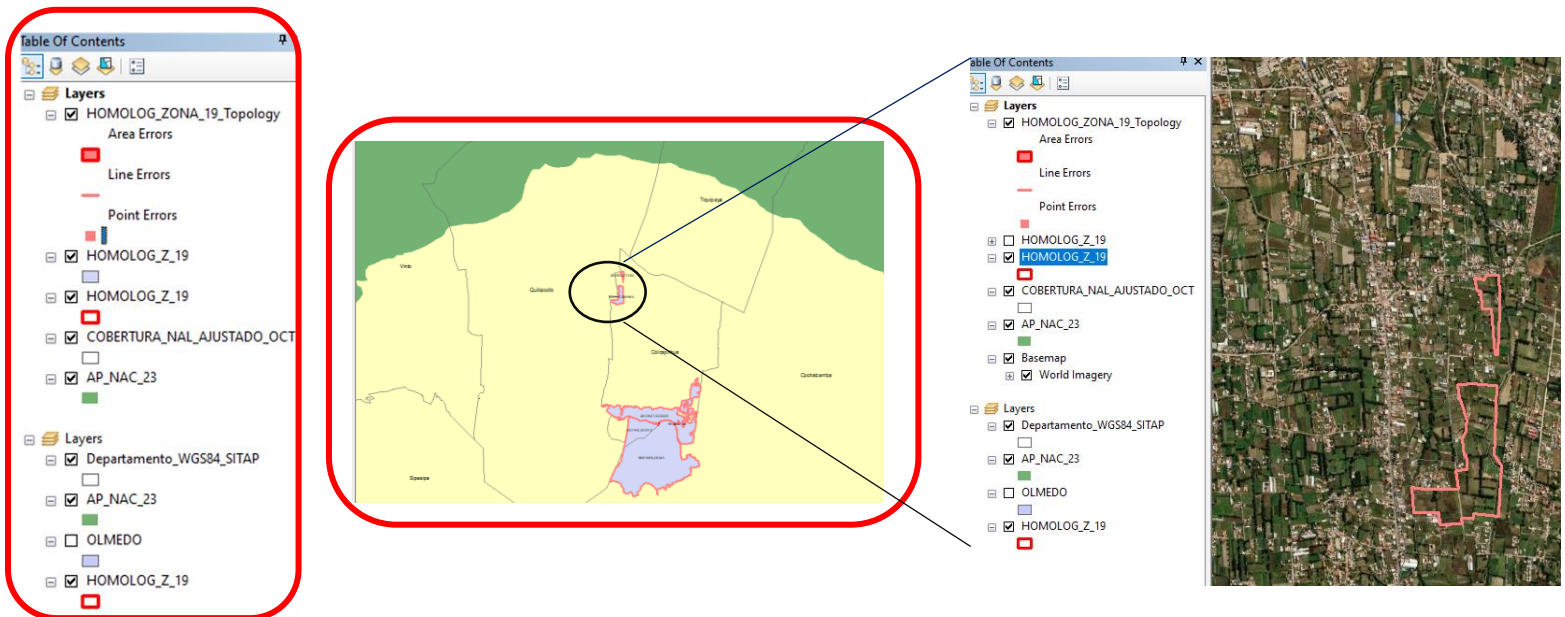 Table Of Contents
Layers
HOMOLOG_ZONA_19_Topology
Area Errors
Line Errors
Point Errors
HOMOLOG_Z_19
HOMOLOG_Z_19
COBERTURA_NAL_AJUSTADO_OCT
AP_NAC_23
Layers
Departamento_WGS84_SITAP
AP_NAC_23
OLMEDO
HOMOLOG_Z_19
Tiquipaya
Vinto
Quillacollo
Colcapirhua
Cochabamba
Sipesipe
able Of Contents
Layers
HOMOLOG_ZONA_19_Topology
Area Errors
Line Errors
Point Errors
HOMOLOG_Z_19
HOMOLOG_Z_19
COBERTURA_NAL_AJUSTADO_OCT
AP_NAC_23
Basemap
World Imagery
Layers
Departamento_WGS84_SITAP
AP_NAC_23
OLMEDO
HOMOLOG_Z_19